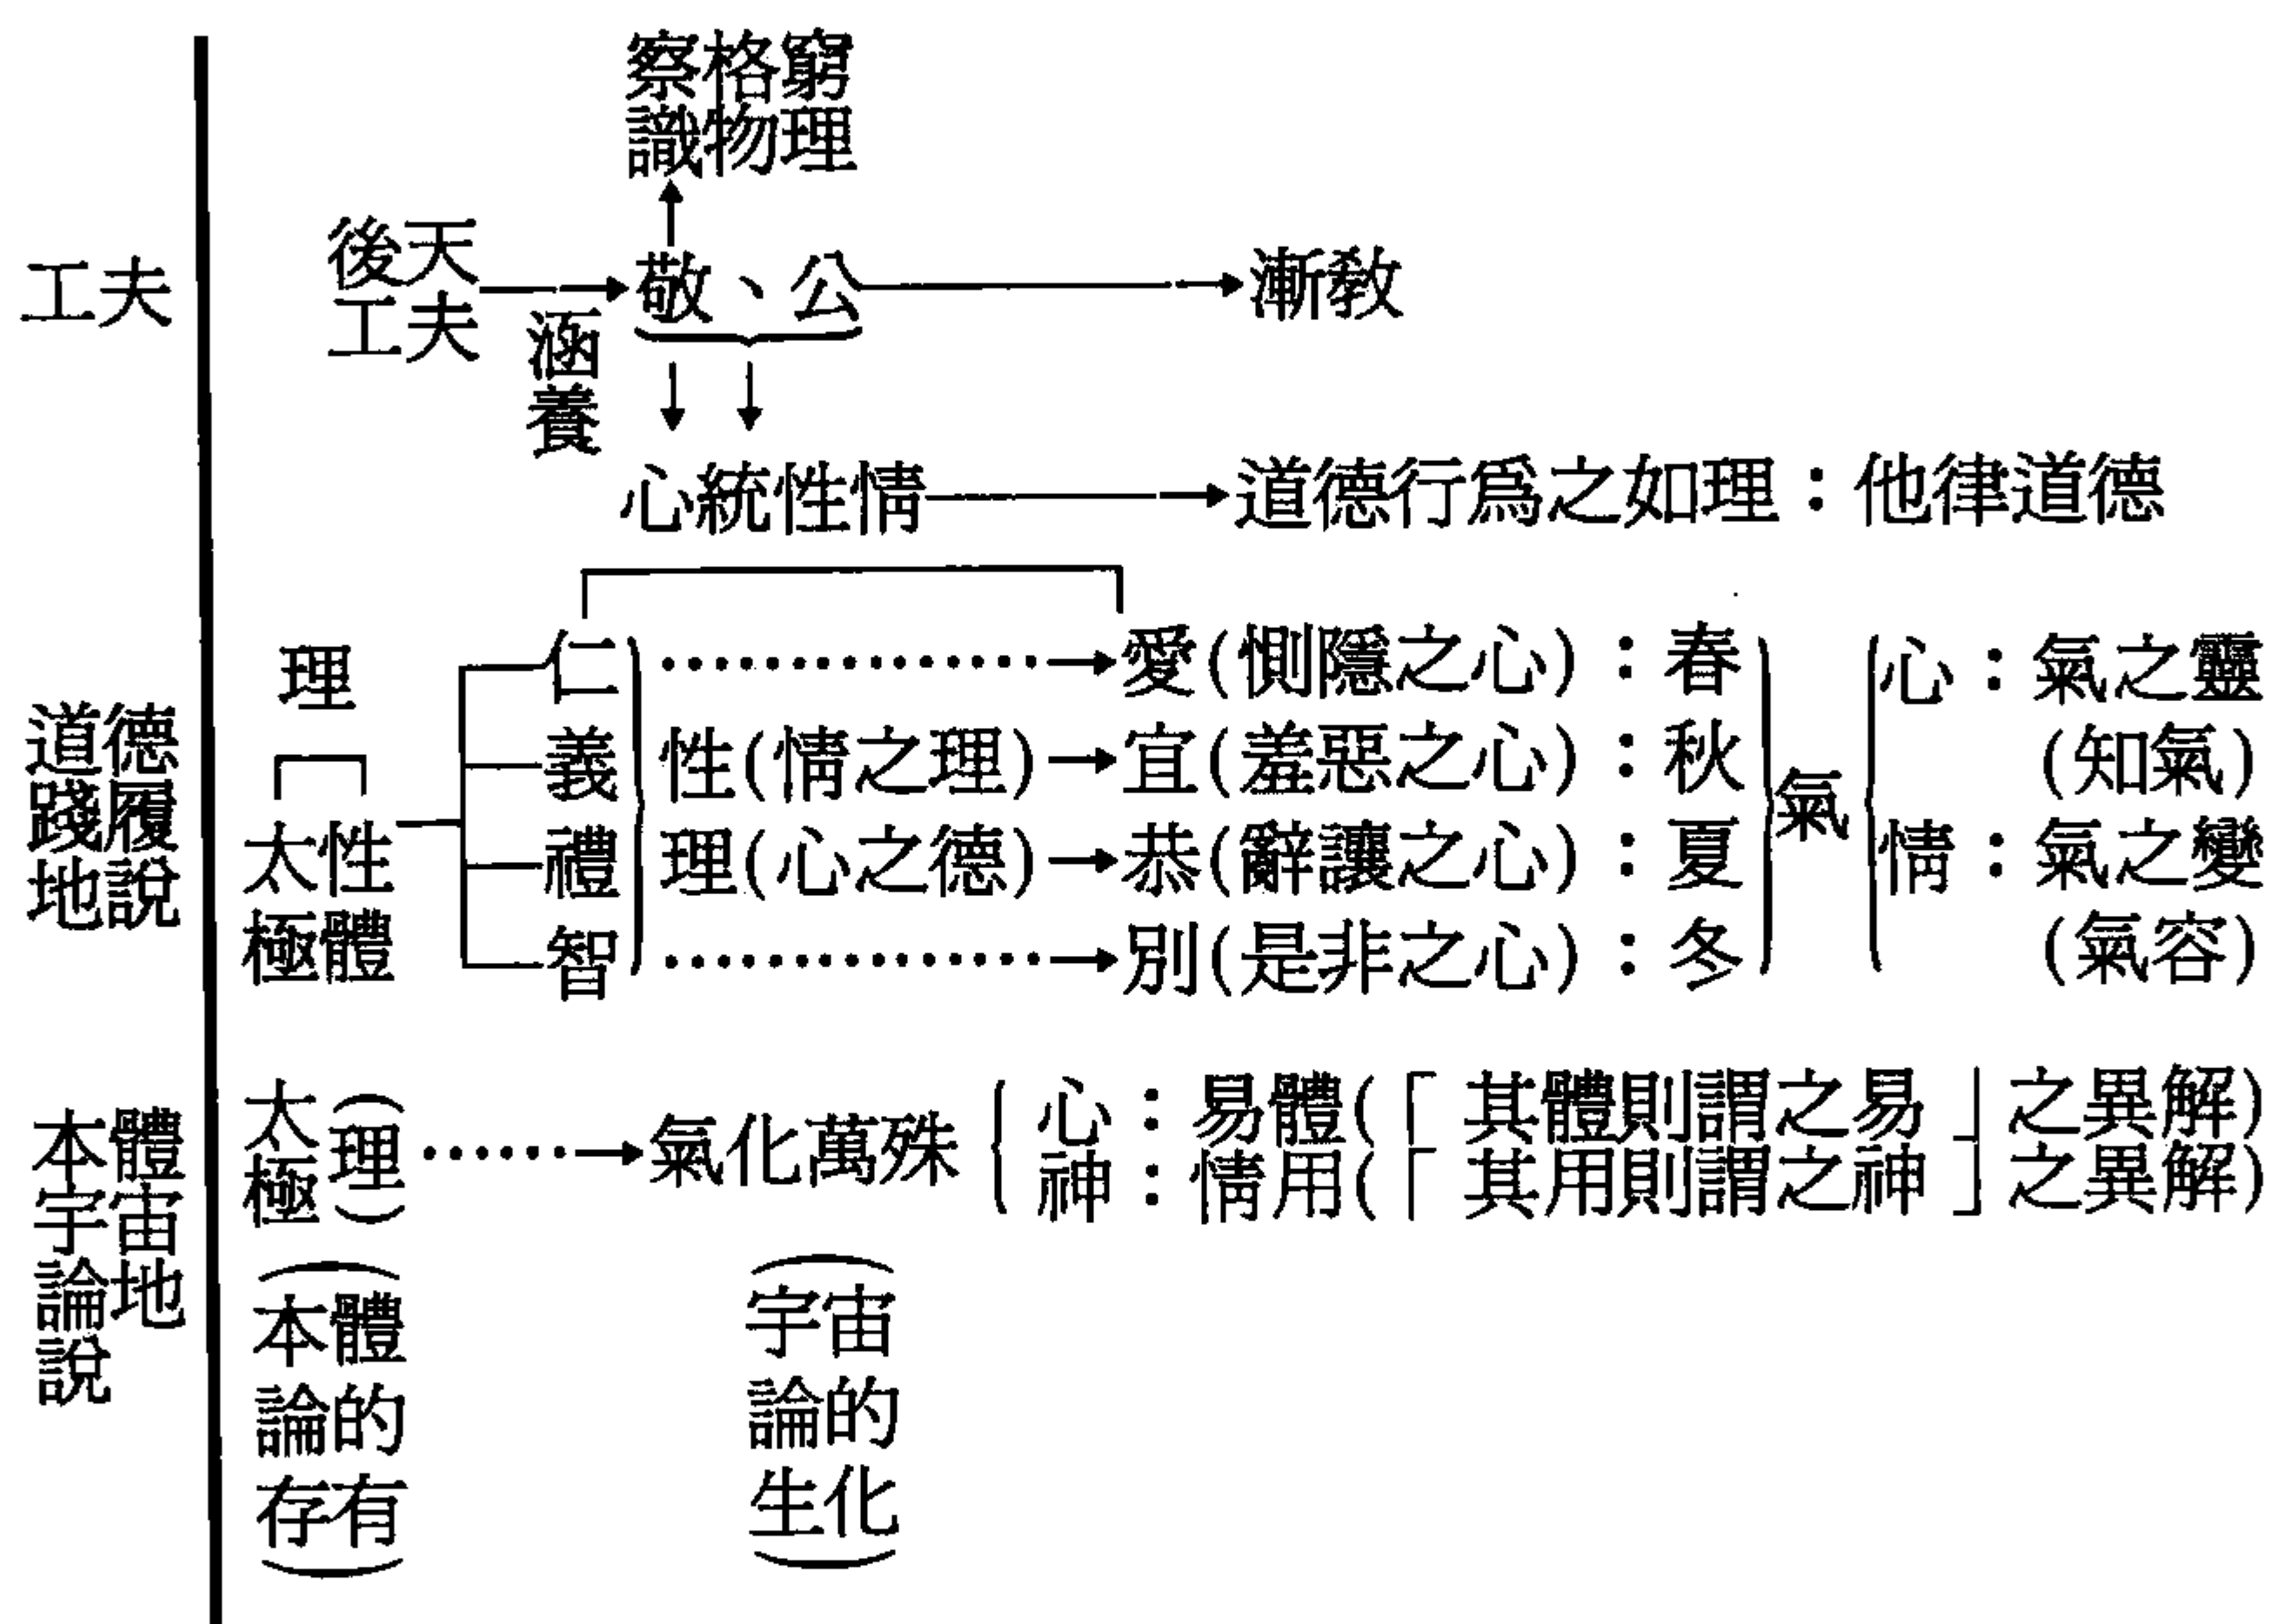 工夫
察識
格物
窮理
後天工夫
涵養
敬、公
漸教
心統性情
道德行爲之如理：他律道德
道德踐履地說
理
太極
性體
仁
義
禮
智
性(情之理)
理(心之德)
愛(惻隱之心)：春
宜(羞惡之心)：秋
恭(辭讓之心)：夏
別(是非之心)：冬
氣
心：氣之靈
(知氣)
情：氣之變
(氣容)
本體宇宙論地說
太極(理)
氣化萬殊
心：易體(「其體則謂之易」之異解)
神：情用(「其用則謂之神」之異解)
(本體論的存有)
(宇宙論的生化)